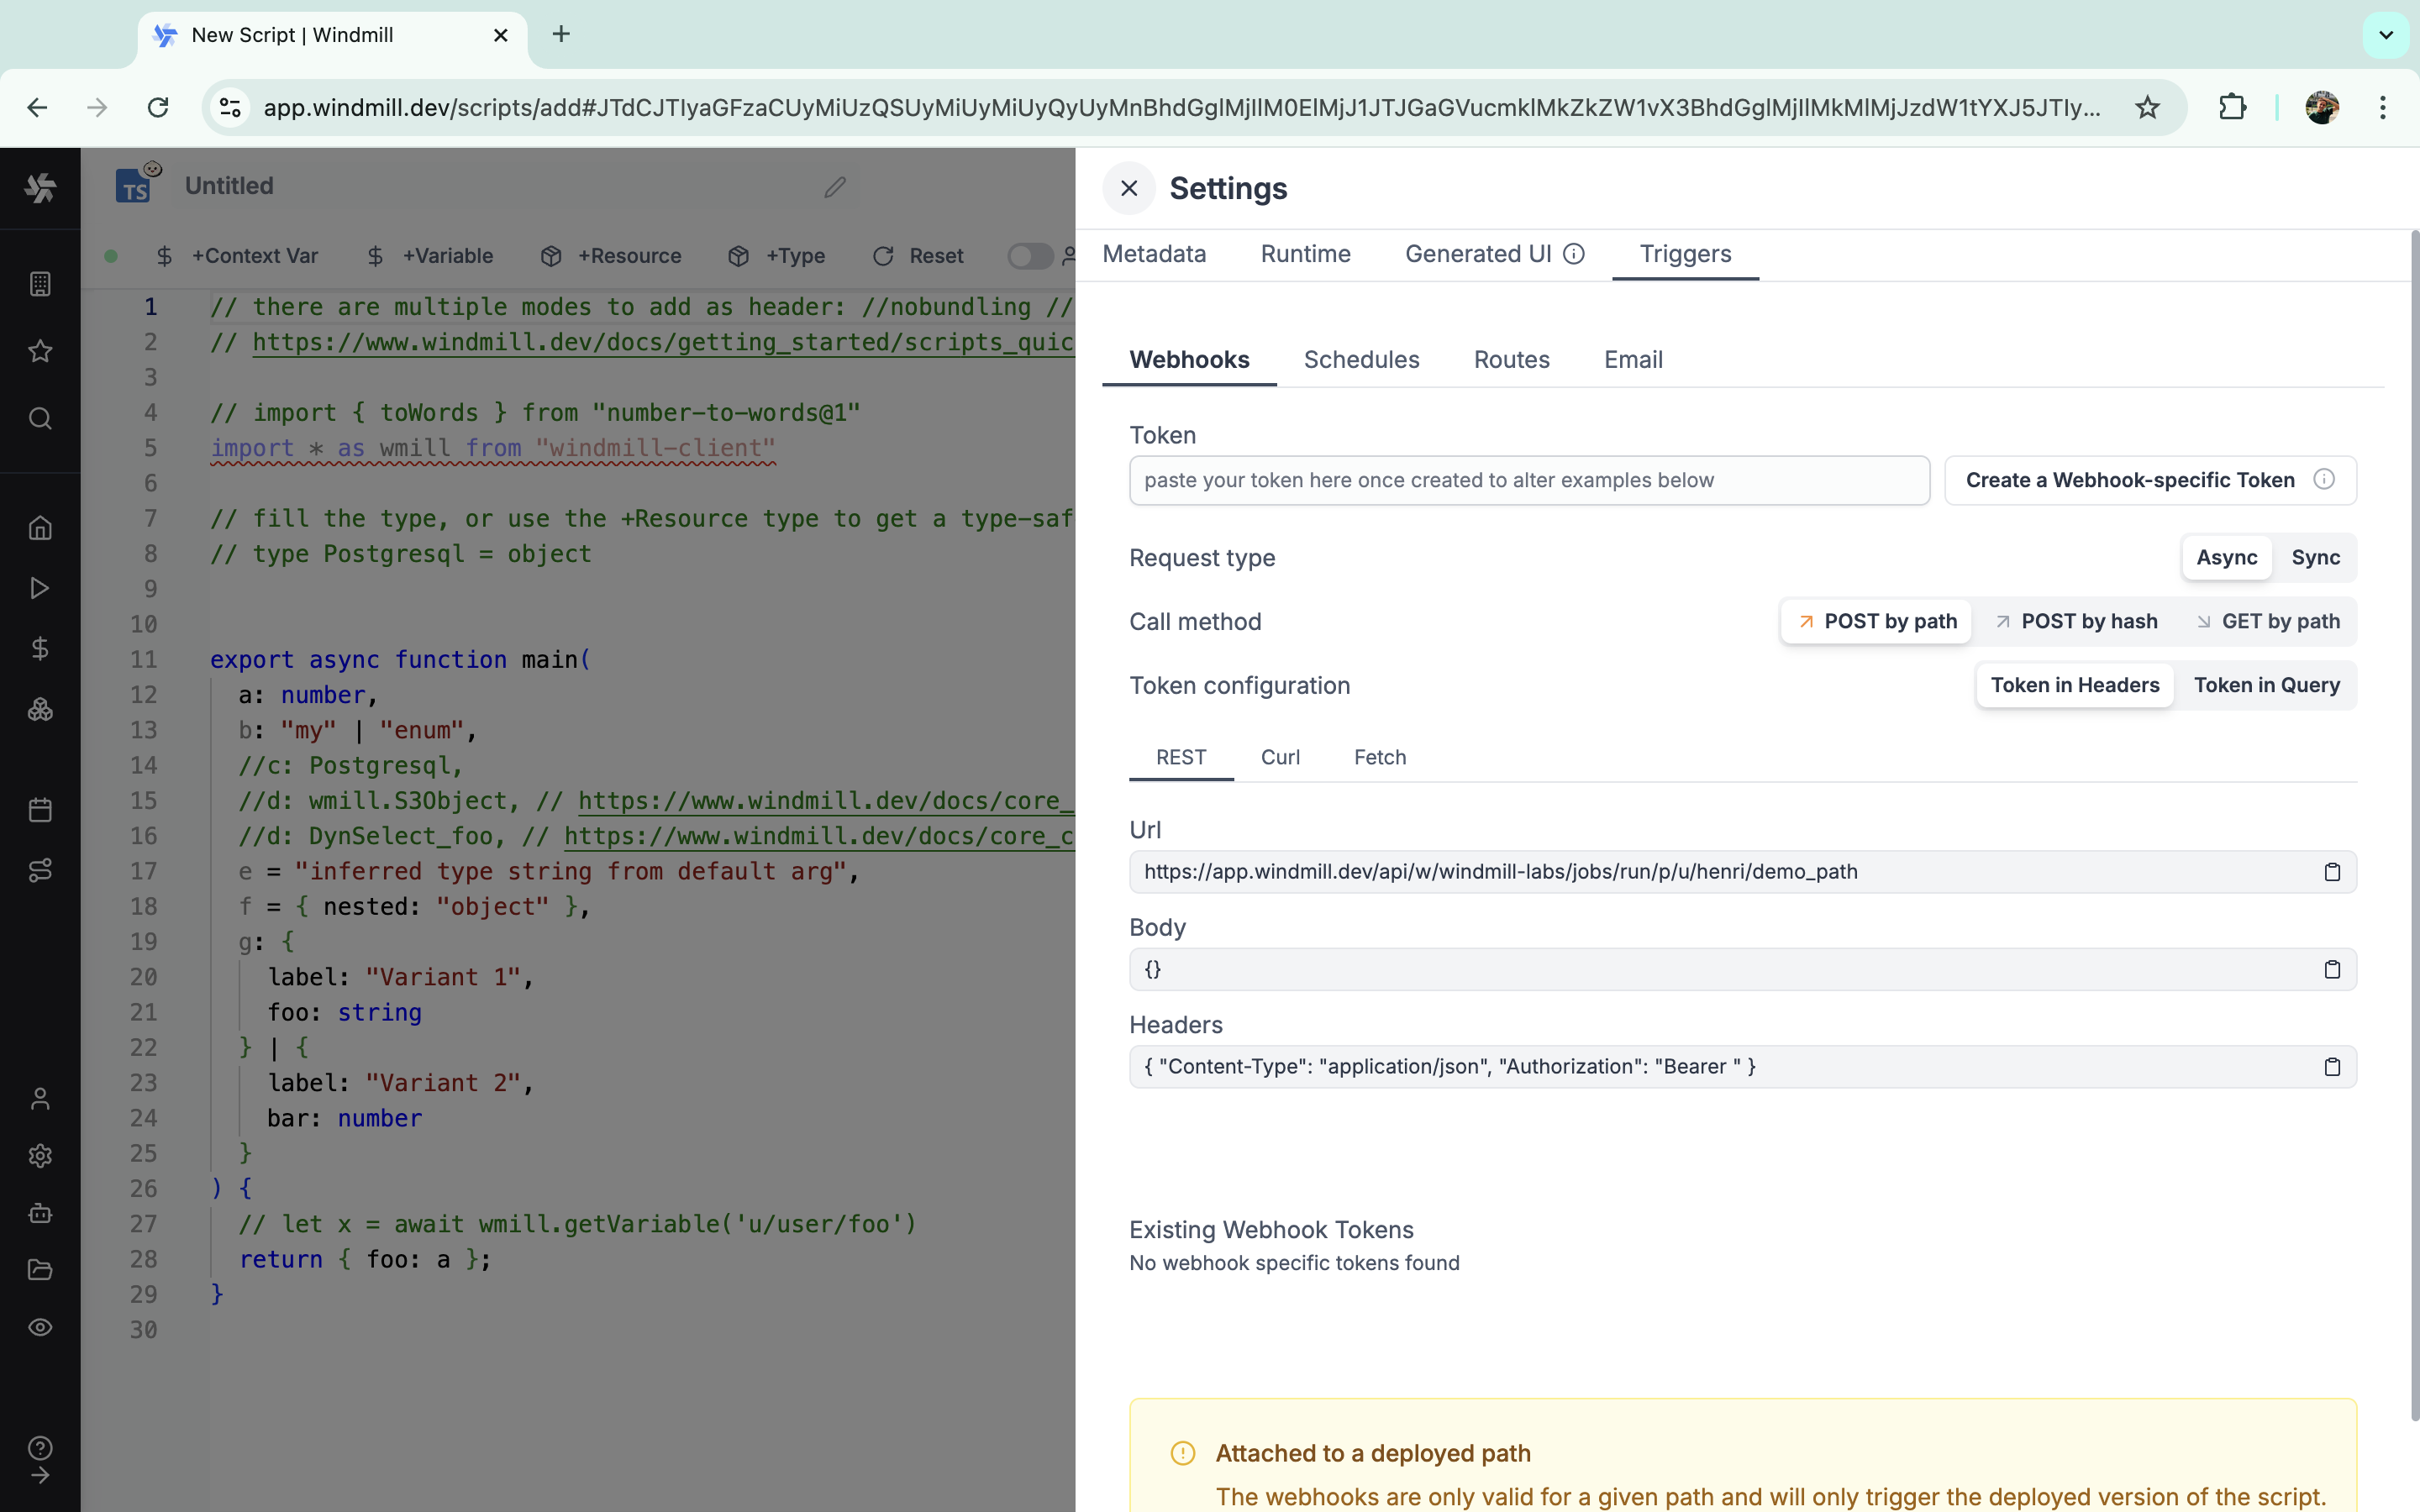 New Script | Windmill
app.windmill.dev/scripts/add#JTdCJTIyaGFzaCUyMiUzQSUyMiUyMiUyQyUyMnBhdGglMjIlM0ElMjJ1JTJGaGVucmklMkZkZW1vX3BhdGglMjIlMkMlMjJzdW1tYXJ5JTIy...
TS
Untitled
+Context Var
+Variable
+Resource
+Type
Reset
1 // there are multiple modes to add as header: //nobundling //
2 // https://www.windmill.dev/docs/getting_started/scripts_quic
3
4 // import { toWords } from "number-to-words@1"
5 import * as wmill from "windmill-client"
6
7 // fill the type, or use the +Resource type to get a type-saf
8 // type Postgresql = object
9
10
11 export async function main(
12 a: number,
13 b: "my" | "enum",
14 //c: Postgresql,
15 //d: wmill.S3Object, // https://www.windmill.dev/docs/core_
16 //d: DynSelect_foo, // https://www.windmill.dev/docs/core_c
17 e = "inferred type string from default arg",
18 f = { nested: "object" },
19 g: {
20 label: "Variant 1",
21 foo: string
22 } | {
23 label: "Variant 2",
24 bar: number
25 }
26 ) {
27 // let x = await wmill.getVariable('u/user/foo')
28 return { foo: a };
29 }
30
Settings
Metadata
Runtime
Generated UI
Triggers
Webhooks
Schedules
Routes
Email
Token
paste your token here once created to alter examples below
Create a Webhook-specific Token
Request type
Async
Sync
Call method
POST by path
POST by hash
GET by path
Token configuration
Token in Headers
Token in Query
REST
Curl
Fetch
Url
https://app.windmill.dev/api/w/windmill-labs/jobs/run/p/u/henri/demo_path
Body
{}
Headers
{ "Content-Type": "application/json", "Authorization": "Bearer " }
Existing Webhook Tokens
No webhook specific tokens found
Attached to a deployed path
The webhooks are only valid for a given path and will only trigger the deployed version of the script.